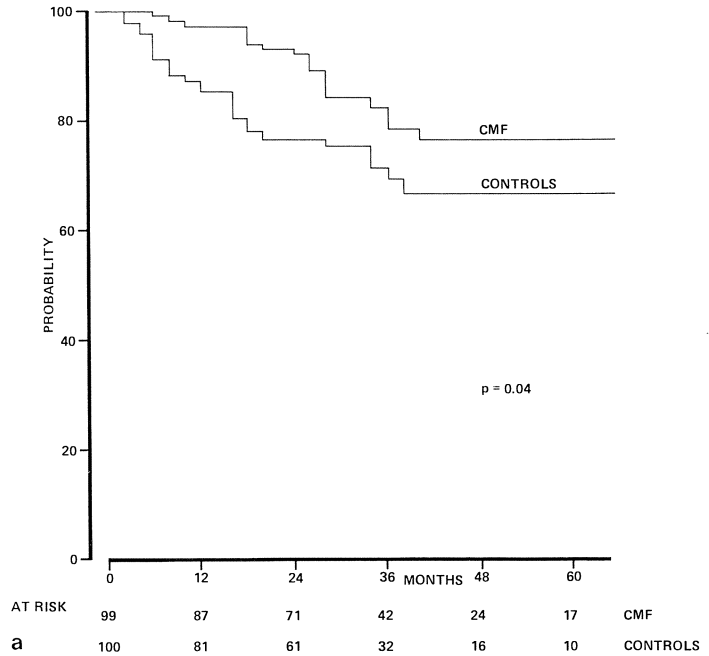 100
80
60
40
20
0
PROBABILITY
CMF
CONTROLS
p = 0.04
0 12 24 36 MONTHS 48 60
AT RISK
99 87 71 42 24 17 CMF
a 100 81 61 32 16 10 CONTROLS